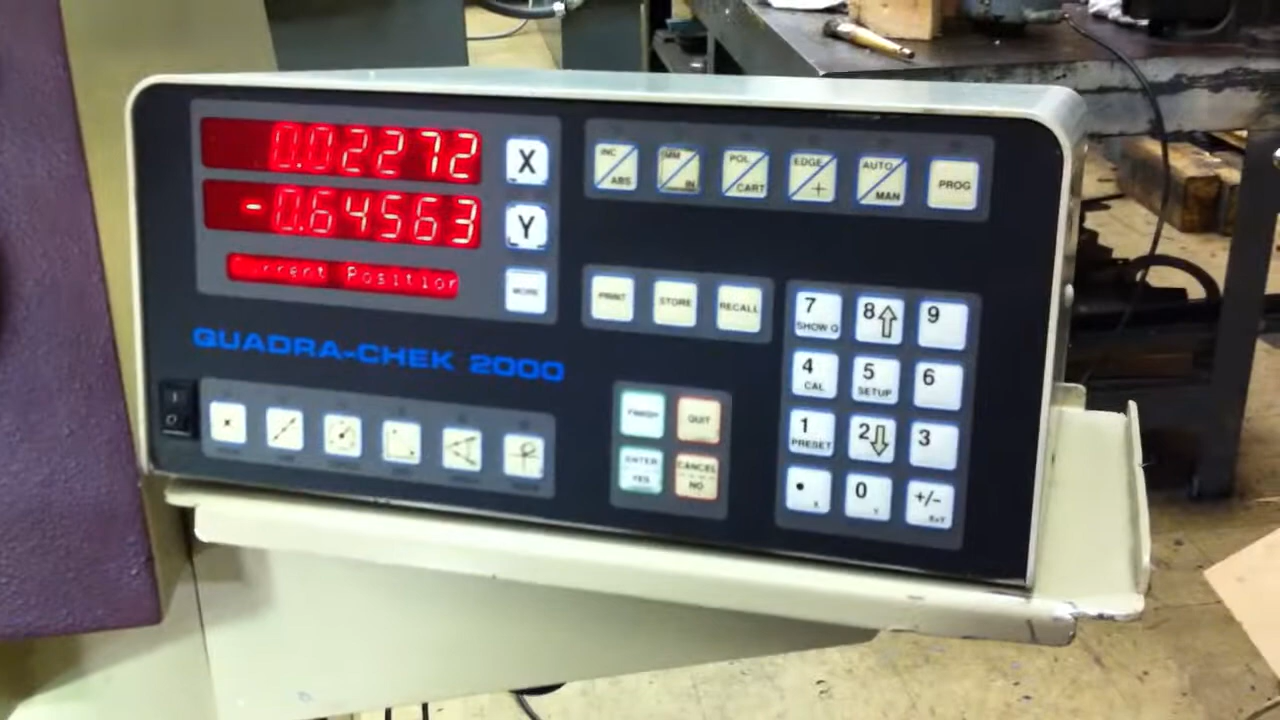 0.02272
X
-0.64563
Y
Current Position
MORE
INC ABS
MM IN
POL CART
EDGE +
AUTO MAN
PROG
PRINT
STORE
RECALL
QUADRA-CHEK 2000
I
O
FINISH
QUIT
ENTER YES
CANCEL NO
7 SHOW Q
8
9
4 CAL
5 SETUP
6
1 PRESET
2
3
• X
0 Y
+/-